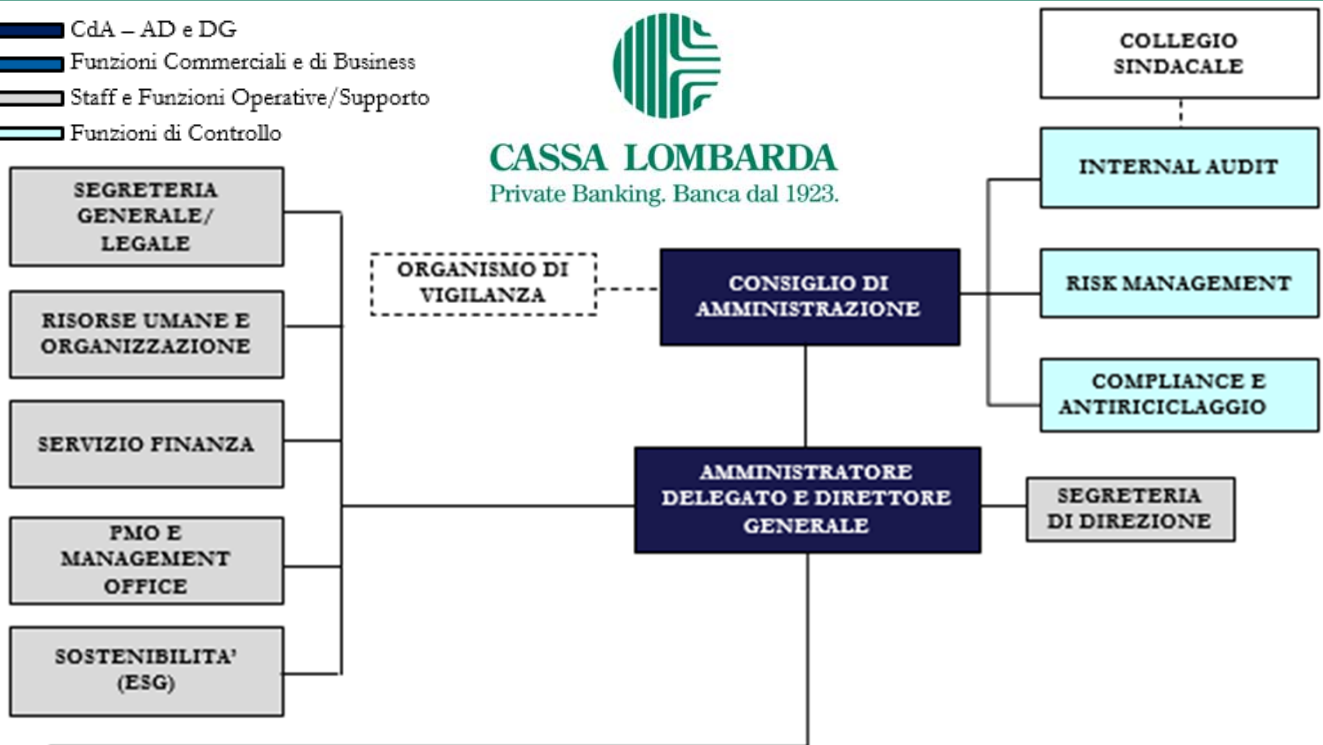 CdA – AD e DG
Funzioni Commerciali e di Business
Staff e Funzioni Operative/Supporto
Funzioni di Controllo
CASSA LOMBARDA
Private Banking. Banca dal 1923.
COLLEGIO
SINDACALE
INTERNAL AUDIT
RISK MANAGEMENT
COMPLIANCE E
ANTIRICICLAGGIO
SEGRETERIA
GENERALE/
LEGALE
RISORSE UMANE E
ORGANIZZAZIONE
SERVIZIO FINANZA
PMO E
MANAGEMENT
OFFICE
SOSTENIBILITA’
(ESG)
ORGANISMO DI
VIGILANZA
CONSIGLIO DI
AMMINISTRAZIONE
AMMINISTRATORE
DELEGATO E DIRETTORE
GENERALE
SEGRETERIA
DI DIREZIONE